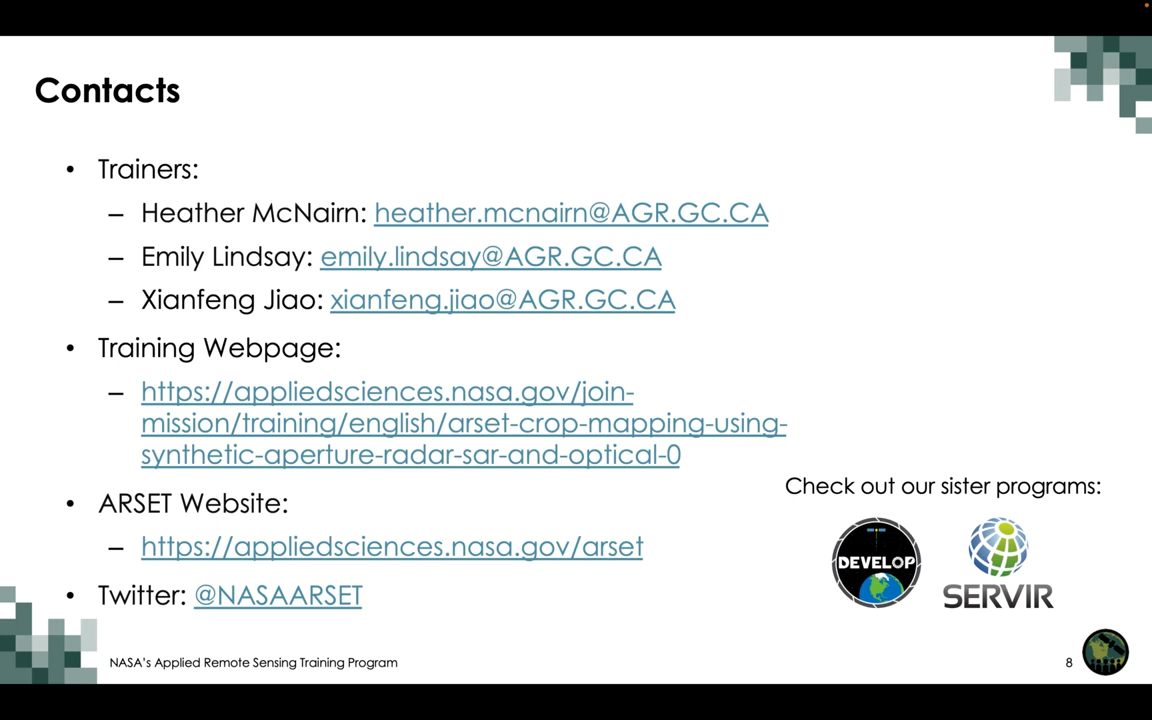 Contacts
• Trainers:
– Heather McNairn: heather.mcnairn@AGR.GC.CA
– Emily Lindsay: emily.lindsay@AGR.GC.CA
– Xianfeng Jiao: xianfeng.jiao@AGR.GC.CA
• Training Webpage:
– https://appliedsciences.nasa.gov/join-
mission/training/english/arset-crop-mapping-using-
synthetic-aperture-radar-sar-and-optical-0
• ARSET Website:
– https://appliedsciences.nasa.gov/arset
• Twitter: @NASAARSET
Check out our sister programs:
DEVELOP
SERVIR
NASA's Applied Remote Sensing Training Program
8